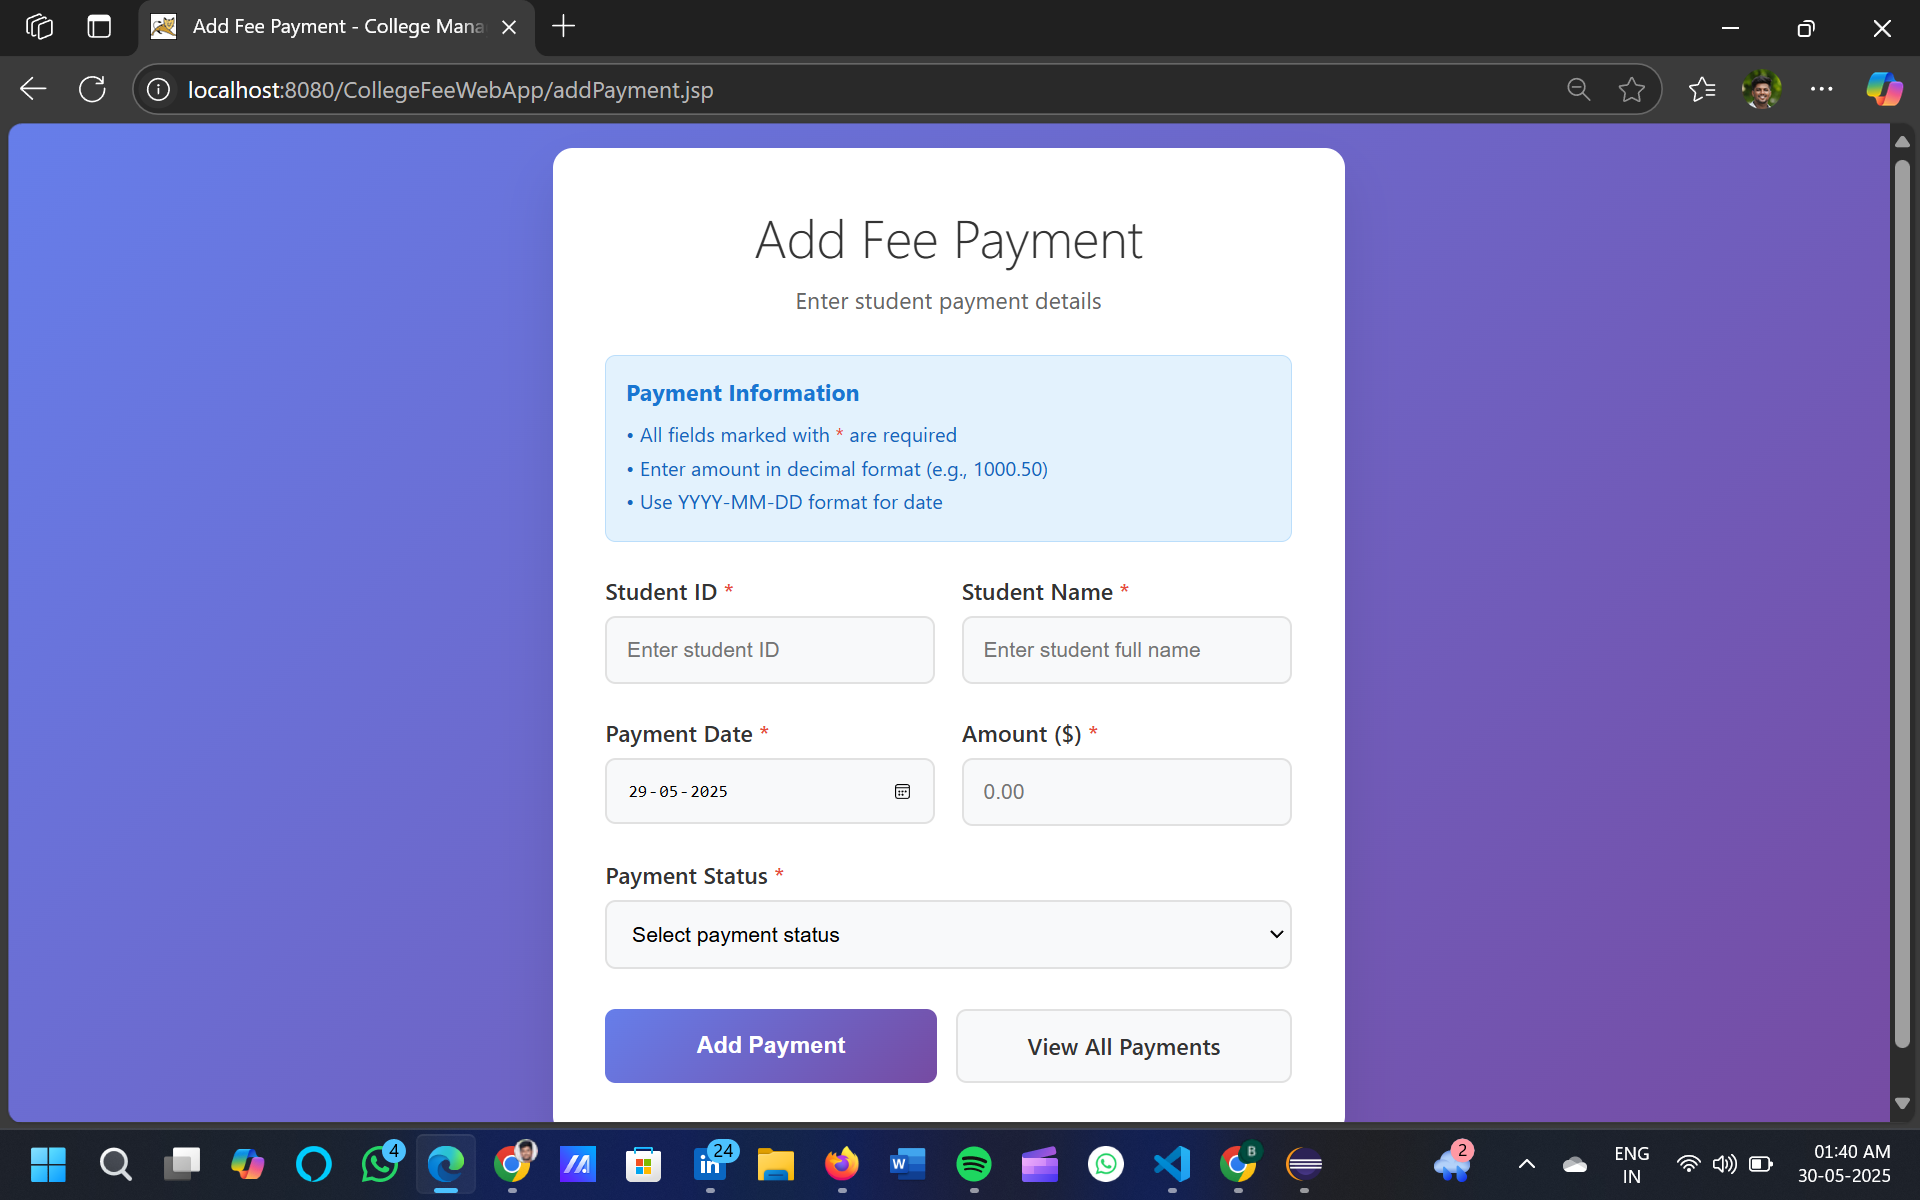 Add Fee Payment - College Mana
localhost:8080/CollegeFeeWebApp/addPayment.jsp
Add Fee Payment
Enter student payment details
Payment Information
• All fields marked with * are required
• Enter amount in decimal format (e.g., 1000.50)
• Use YYYY-MM-DD format for date
Student ID *
Student Name *
Enter student ID
Enter student full name
Payment Date *
Amount ($) *
29-05-2025
0.00
Payment Status *
Select payment status
Add Payment
View All Payments
4
24
in
W
B
2
ENG
IN
01:40 AM
30-05-2025